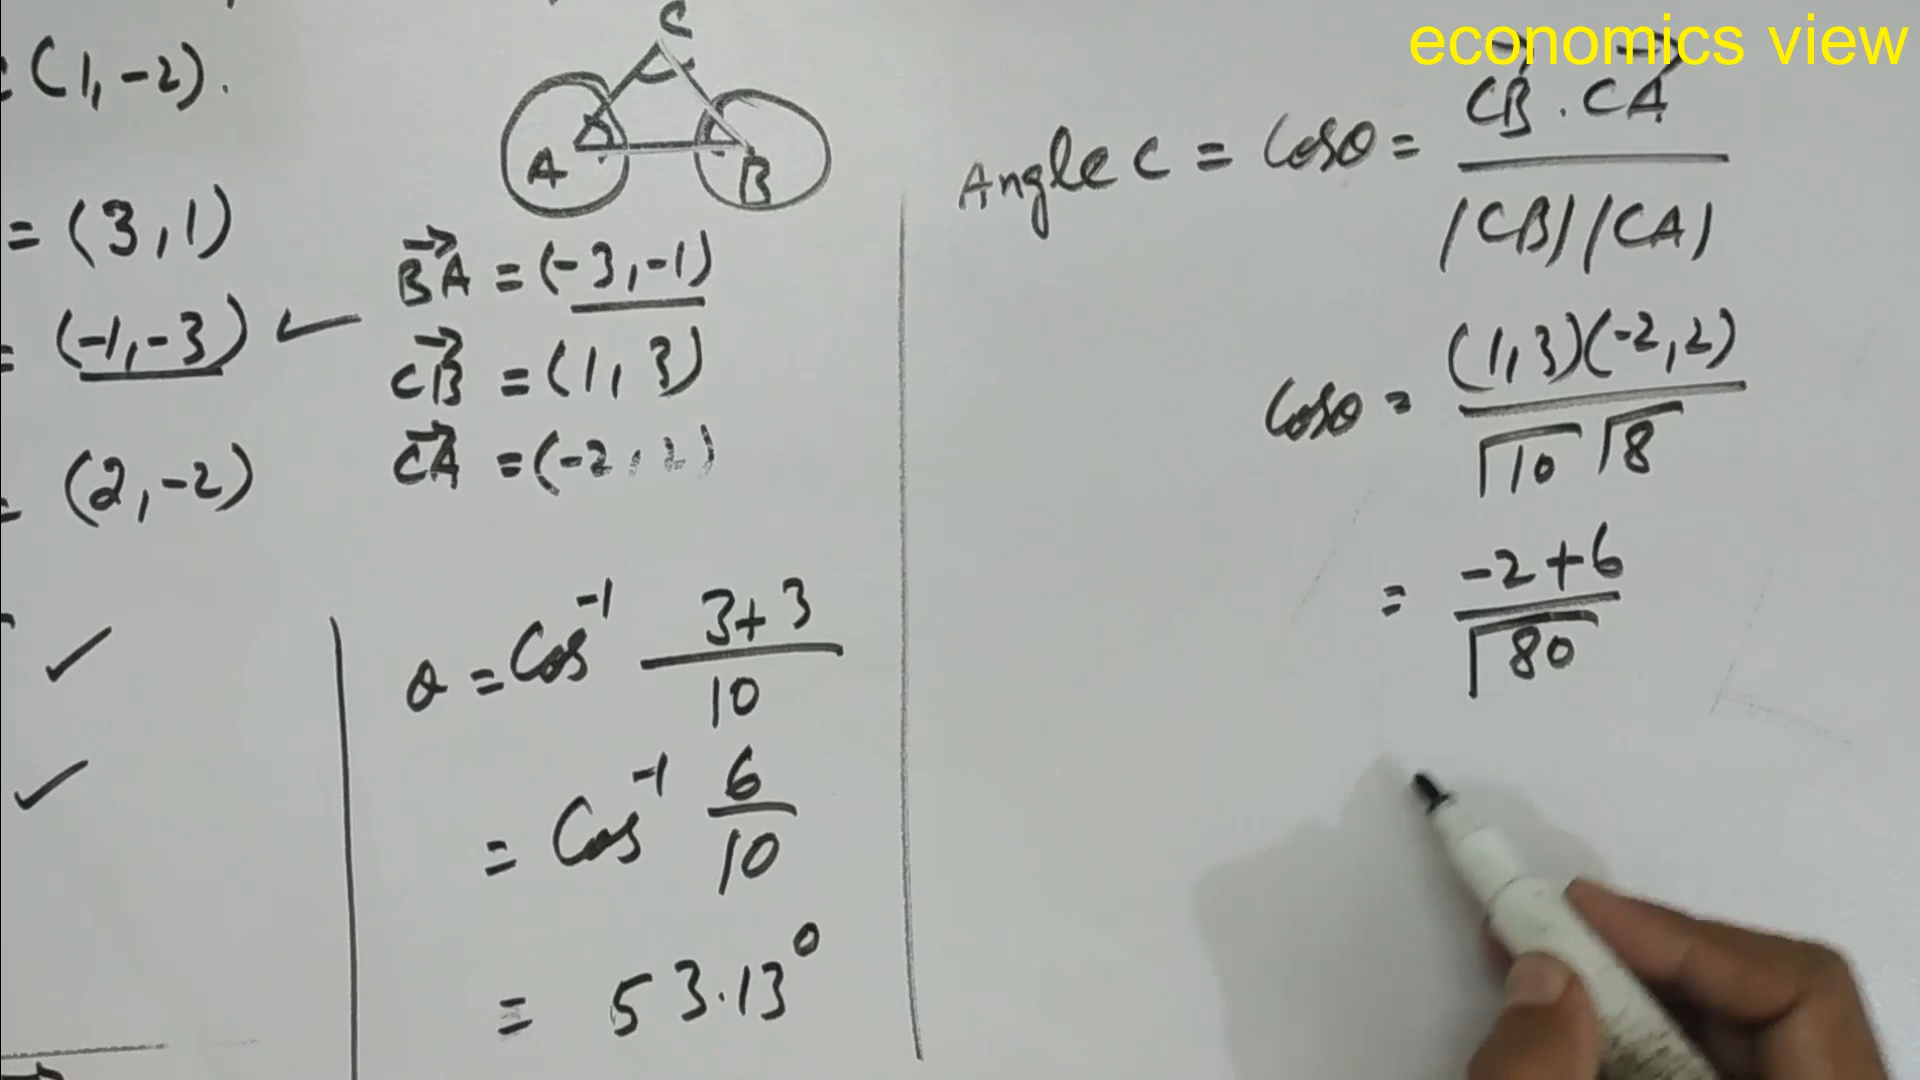 economics view
(1,-2).
= (3,1)
= (-1,-3) ✓
= (2,-2)
✓
✓
C
A
B
BA = (-3,-1)
CB = (1,3)
CA = (-2,2)
θ = Cos⁻¹ 3+3
10
= Cos⁻¹ 6
10
= 53.13⁰
Angle C = Cosθ = CB . CA
|CB| |CA|
Cosθ = (1,3)(-2,2)
√10 √8
= -2+6
√80